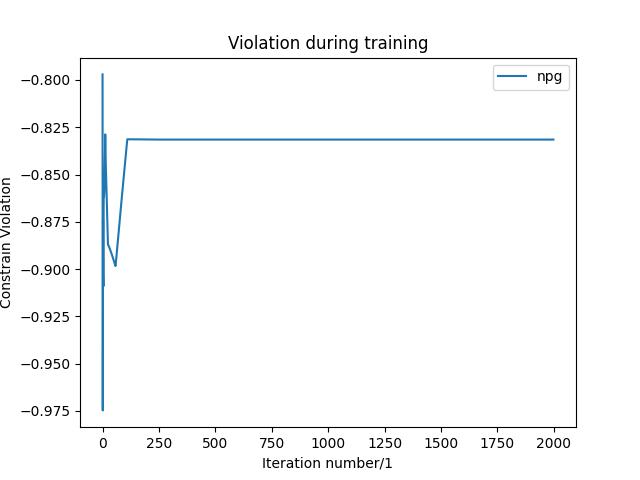 Violation during training
npg
−0.800
−0.825
−0.850
−0.875
−0.900
−0.925
−0.950
−0.975
Constrain Violation
0 250 500 750 1000 1250 1500 1750 2000
Iteration number/1